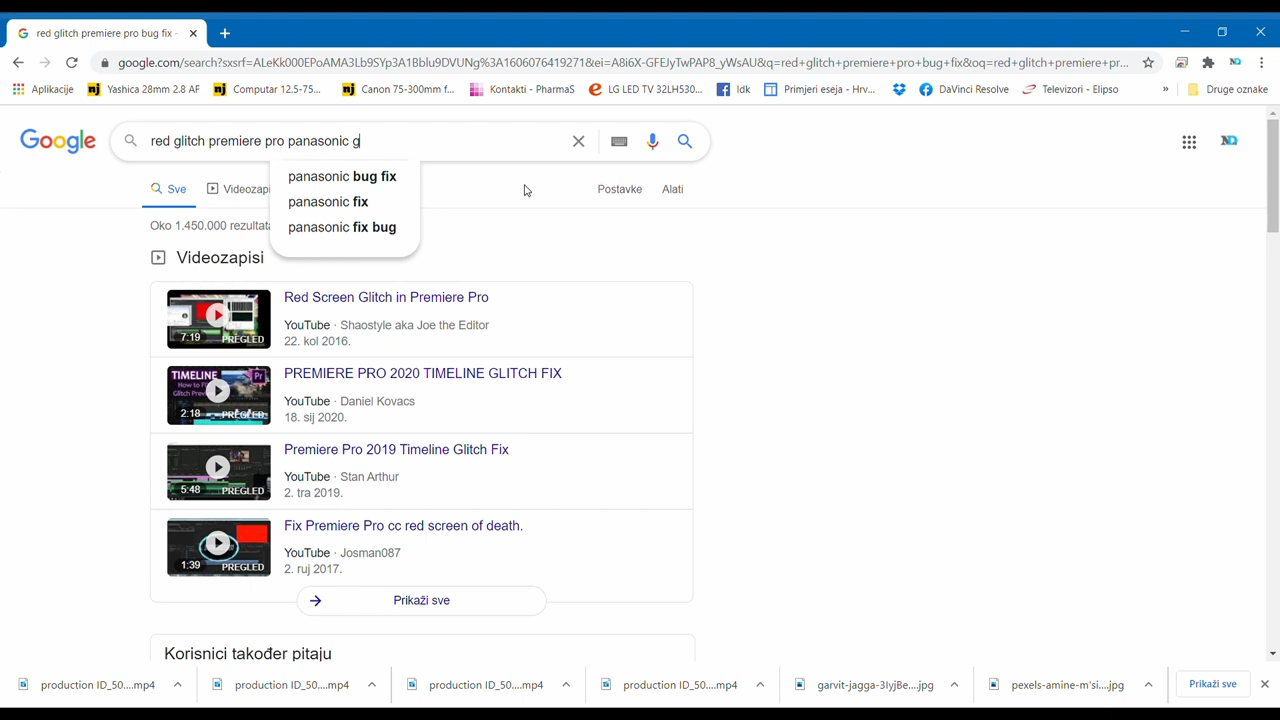 red glitch premiere pro bug fix -
google.com/search?sxsrf=ALeKk000EPoAMA3Lb9SYp3A1Bblu9DVUNg%3A1606076419271&ei=A8i6X-GFEJyTwPAP8_yWsAU&q=red+glitch+premiere+pro+bug+fix&oq=red+glitch+premiere+pr...
Aplikacije
Yashica 28mm 2.8 AF
Computar 12.5-75...
Canon 75-300mm f...
Kontakti - PharmaS
LG LED TV 32LH530...
Idk
Primjeri eseja - Hrv...
DaVinci Resolve
Televizori - Elipso
»
Druge oznake
Google
red glitch premiere pro panasonic g
panasonic bug fix
panasonic fix
panasonic fix bug
Sve
Videozapi
Postavke
Alati
Oko 1.450.000 rezultata
Videozapisi
Red Screen Glitch in Premiere Pro
YouTube · Shaostyle aka Joe the Editor
22. kol 2016.
7:19
PREGLED
PREMIERE PRO 2020 TIMELINE GLITCH FIX
YouTube · Daniel Kovacs
18. sij 2020.
TIMELINE
Pr
2:18
PREGLED
Premiere Pro 2019 Timeline Glitch Fix
YouTube · Stan Arthur
2. tra 2019.
5:48
PREGLED
Fix Premiere Pro cc red screen of death.
YouTube · Josman087
2. ruj 2017.
1:39
PREGLED
Prikaži sve
Korisnici također pitaju
production ID_50....mp4
production ID_50....mp4
production ID_50....mp4
production ID_50....mp4
garvit-jagga-3IyjBe....jpg
pexels-amine-m'si....jpg
Prikaži sve